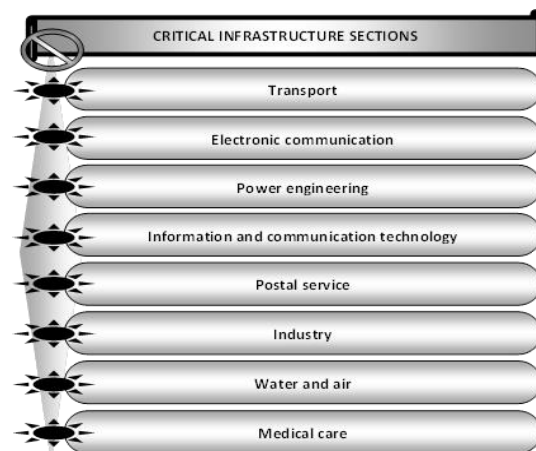 CRITICAL INFRASTRUCTURE SECTIONS
Transport
Electronic communication
Power engineering
Information and communication technology
Postal service
Industry
Water and air
Medical care